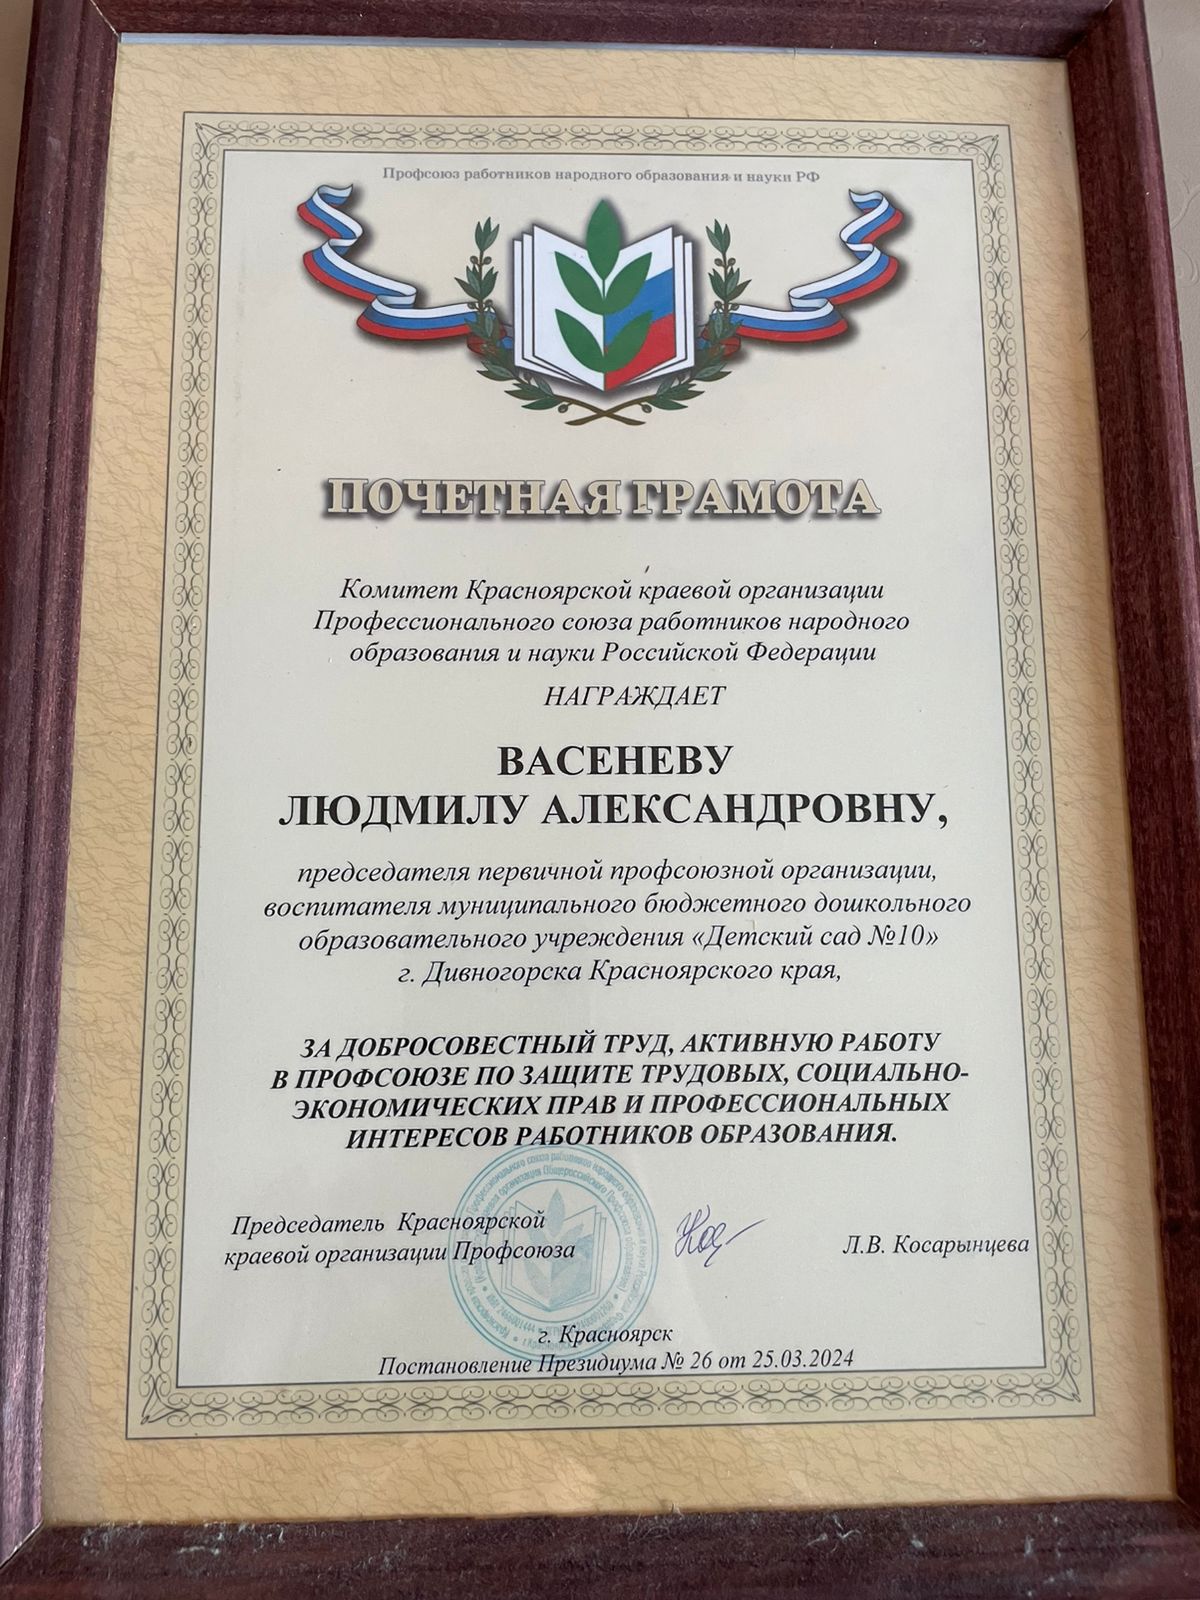 Профсоюз работников народного образования и науки РФ
ПОЧЕТНАЯ ГРАМОТА
Комитет Красноярской краевой организации
Профессионального союза работников народного
образования и науки Российской Федерации
НАГРАЖДАЕТ
ВАСЕНЕВУ
ЛЮДМИЛУ АЛЕКСАНДРОВНУ,
председателя первичной профсоюзной организации,
воспитателя муниципального бюджетного дошкольного
образовательного учреждения «Детский сад №10»
г. Дивногорска Красноярского края,
ЗА ДОБРОСОВЕСТНЫЙ ТРУД, АКТИВНУЮ РАБОТУ
В ПРОФСОЮЗЕ ПО ЗАЩИТЕ ТРУДОВЫХ, СОЦИАЛЬНО-
ЭКОНОМИЧЕСКИХ ПРАВ И ПРОФЕССИОНАЛЬНЫХ
ИНТЕРЕСОВ РАБОТНИКОВ ОБРАЗОВАНИЯ.
Председатель Красноярской
краевой организации Профсоюза
Л.В. Косарынцева
г. Красноярск
Постановление Президиума № 26 от 25.03.2024